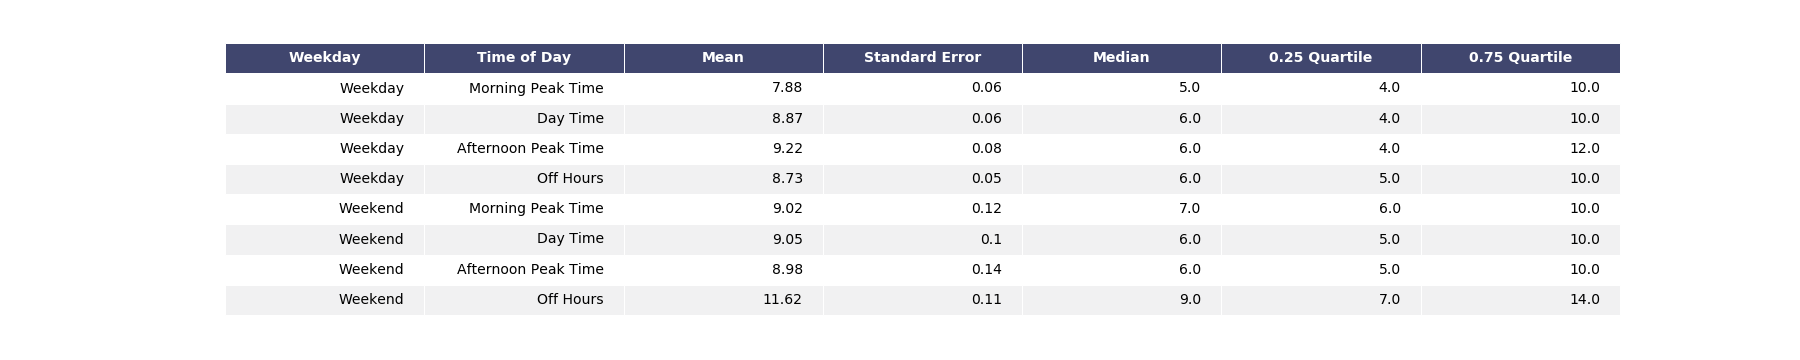 Weekday Time of Day Mean Standard Error Median 0.25 Quartile 0.75 Quartile
Weekday Morning Peak Time 7.88 0.06 5.0 4.0 10.0
Weekday Day Time 8.87 0.06 6.0 4.0 10.0
Weekday Afternoon Peak Time 9.22 0.08 6.0 4.0 12.0
Weekday Off Hours 8.73 0.05 6.0 5.0 10.0
Weekend Morning Peak Time 9.02 0.12 7.0 6.0 10.0
Weekend Day Time 9.05 0.1 6.0 5.0 10.0
Weekend Afternoon Peak Time 8.98 0.14 6.0 5.0 10.0
Weekend Off Hours 11.62 0.11 9.0 7.0 14.0